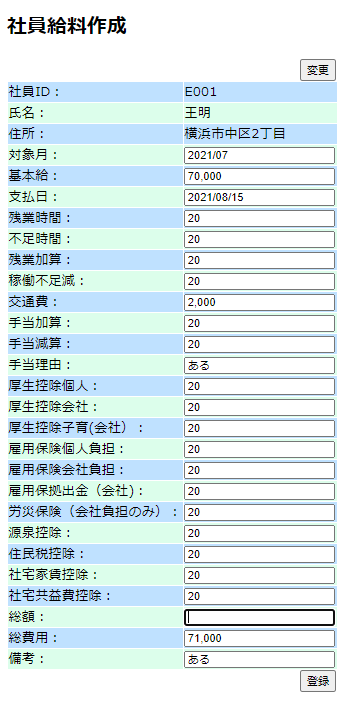 社員給料作成
変更
社員ID： E001
氏名： 王明
住所： 横浜市中区2丁目
対象月： 2021/07
基本給： 70,000
支払日： 2021/08/15
残業時間： 20
不足時間： 20
残業加算： 20
稼働不足減： 20
交通費： 2,000
手当加算： 20
手当減算： 20
手当理由： ある
厚生控除個人： 20
厚生控除会社： 20
厚生控除子育(会社）： 20
雇用保険個人負担： 20
雇用保険会社負担： 20
雇用保拠出金（会社)： 20
労災保険（会社負担のみ）： 20
源泉控除： 20
住民税控除： 20
社宅家賃控除： 20
社宅共益費控除： 20
総額：
総費用： 71,000
備考： ある
登録